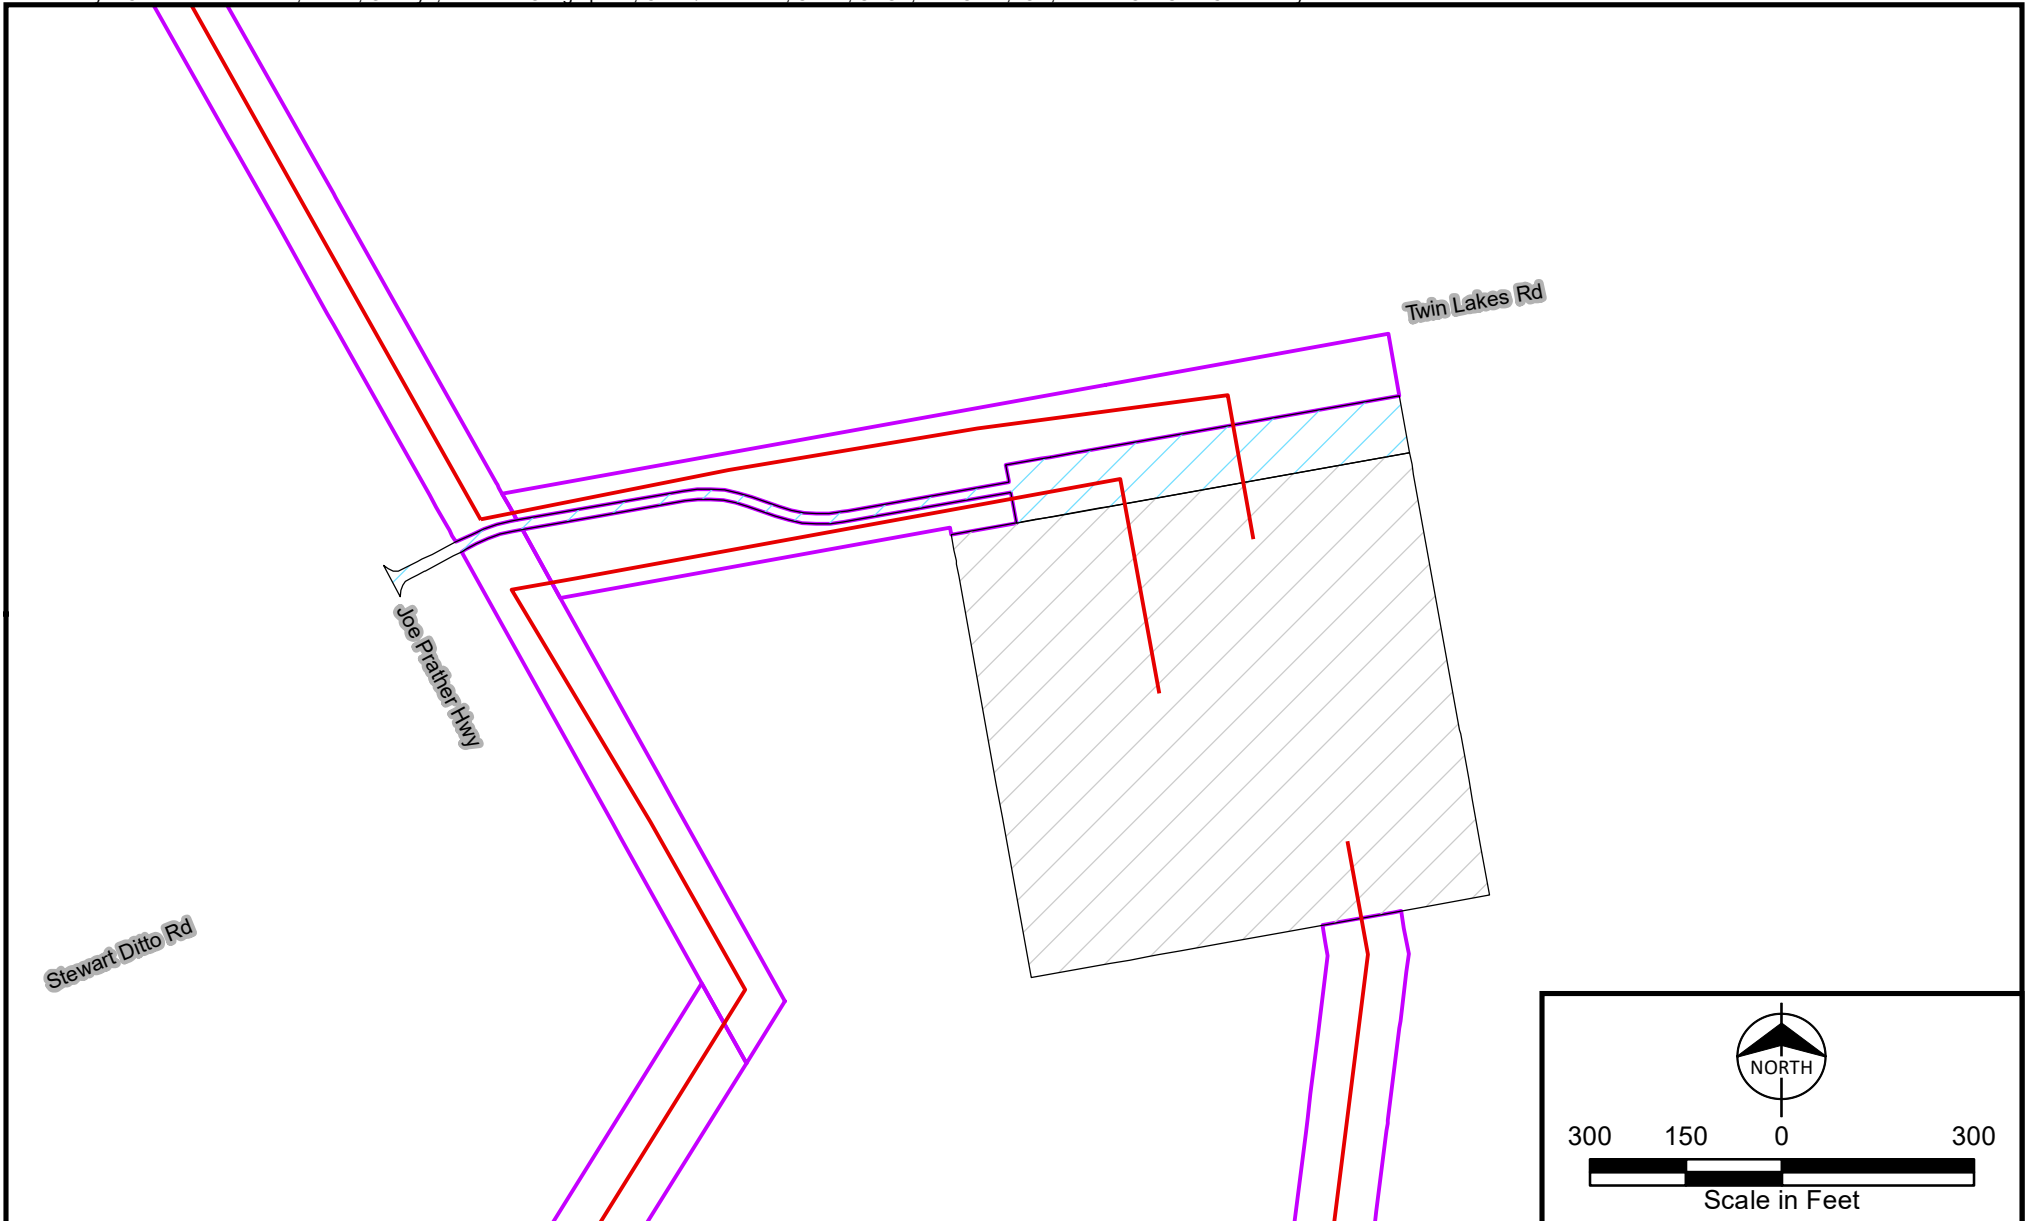 Twin Lakes Rd
Joe Prather Hwy
Stewart Ditto Rd
NORTH
300 150 0 300
Scale in Feet